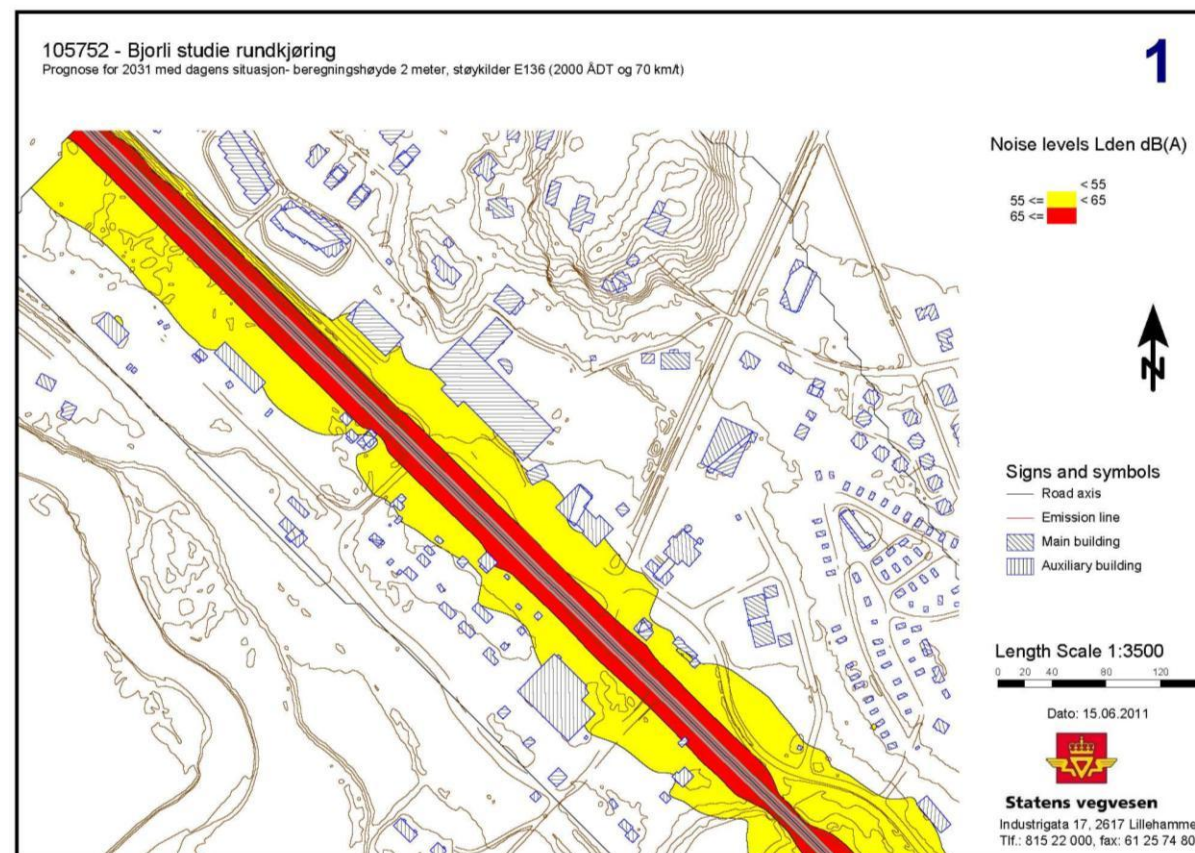 105752 - Bjorli studie rundkjøring
Prognose for 2031 med dagens situasjon- beregningshøyde 2 meter, støykilder E136 (2000 ÅDT og 70 km/t)
1
Noise levels Lden dB(A)
< 55
55 <= < 65
65 <=
N
Signs and symbols
Road axis
Emission line
Main building
Auxiliary building
Length Scale 1:3500
0 20 40 80 120
Dato: 15.06.2011
Statens vegvesen
Industrigata 17, 2617 Lillehamme
Tlf.: 815 22 000, fax: 61 25 74 80